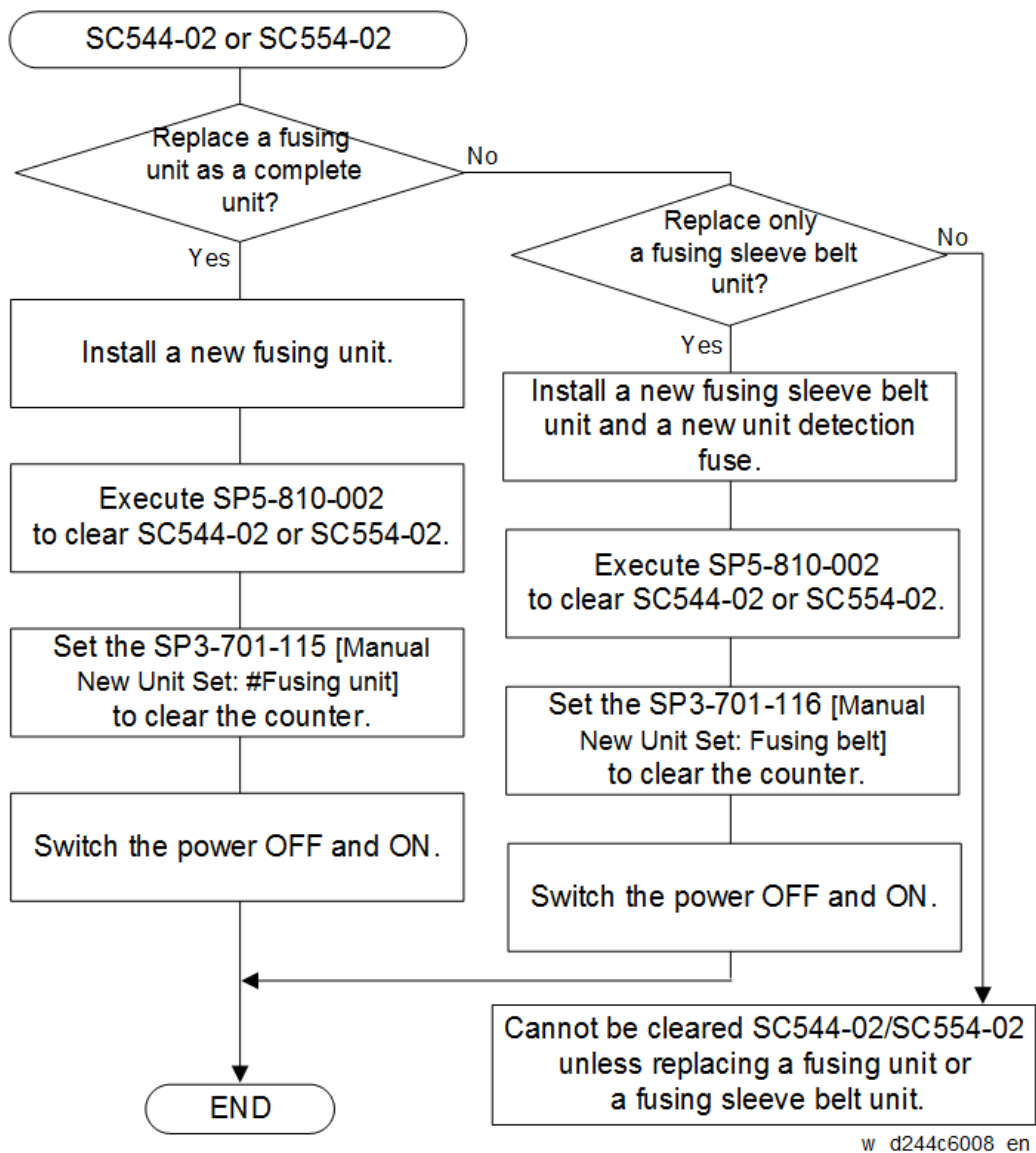 SC544-02 or SC554-02
Replace a fusing
unit as a complete
unit?
No
Yes
Replace only
a fusing sleeve belt
unit?
No
Yes
Install a new fusing unit.
Execute SP5-810-002
to clear SC544-02 or SC554-02.
Set the SP3-701-115 [Manual
New Unit Set: #Fusing unit]
to clear the counter.
Switch the power OFF and ON.
Install a new fusing sleeve belt
unit and a new unit detection
fuse.
Execute SP5-810-002
to clear SC544-02 or SC554-02.
Set the SP3-701-116 [Manual
New Unit Set: Fusing belt]
to clear the counter.
Switch the power OFF and ON.
Cannot be cleared SC544-02/SC554-02
unless replacing a fusing unit or
a fusing sleeve belt unit.
END
w_d244c6008_en